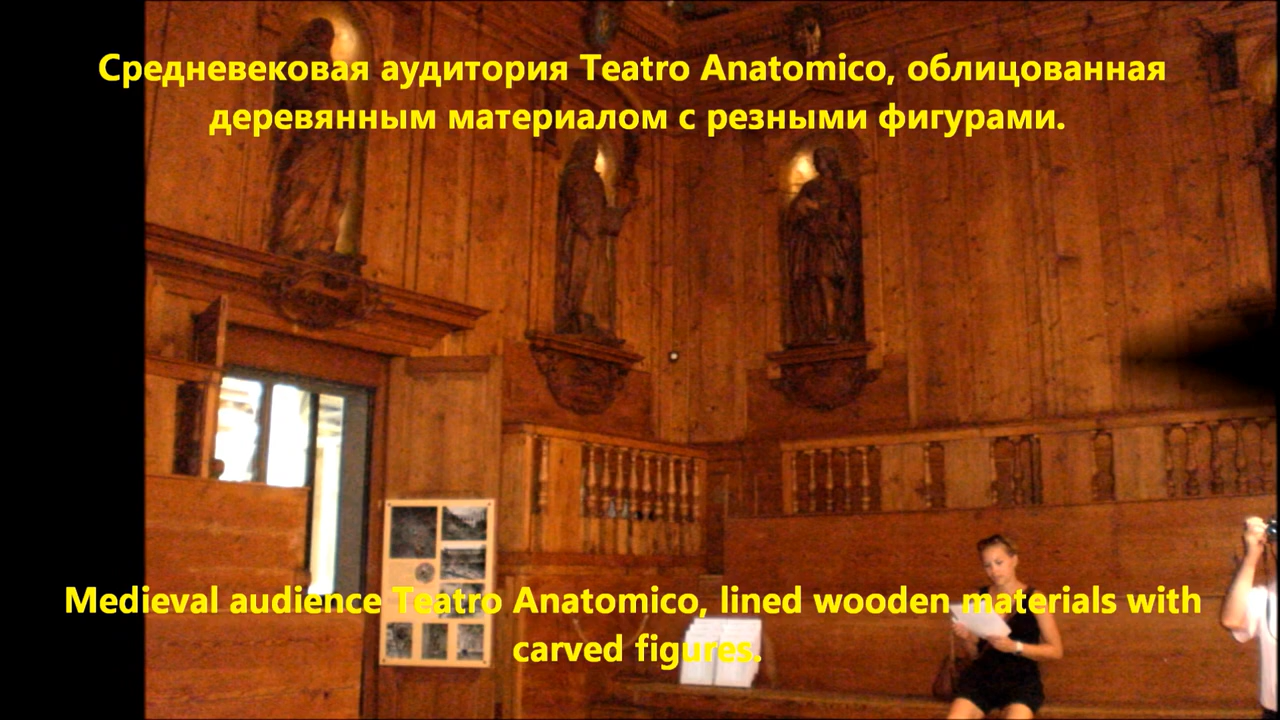 Средневековая аудитория Teatro Anatomico, облицованная
деревянным материалом с резными фигурами.
Medieval audience Teatro Anatomico, lined wooden materials with
carved figures.